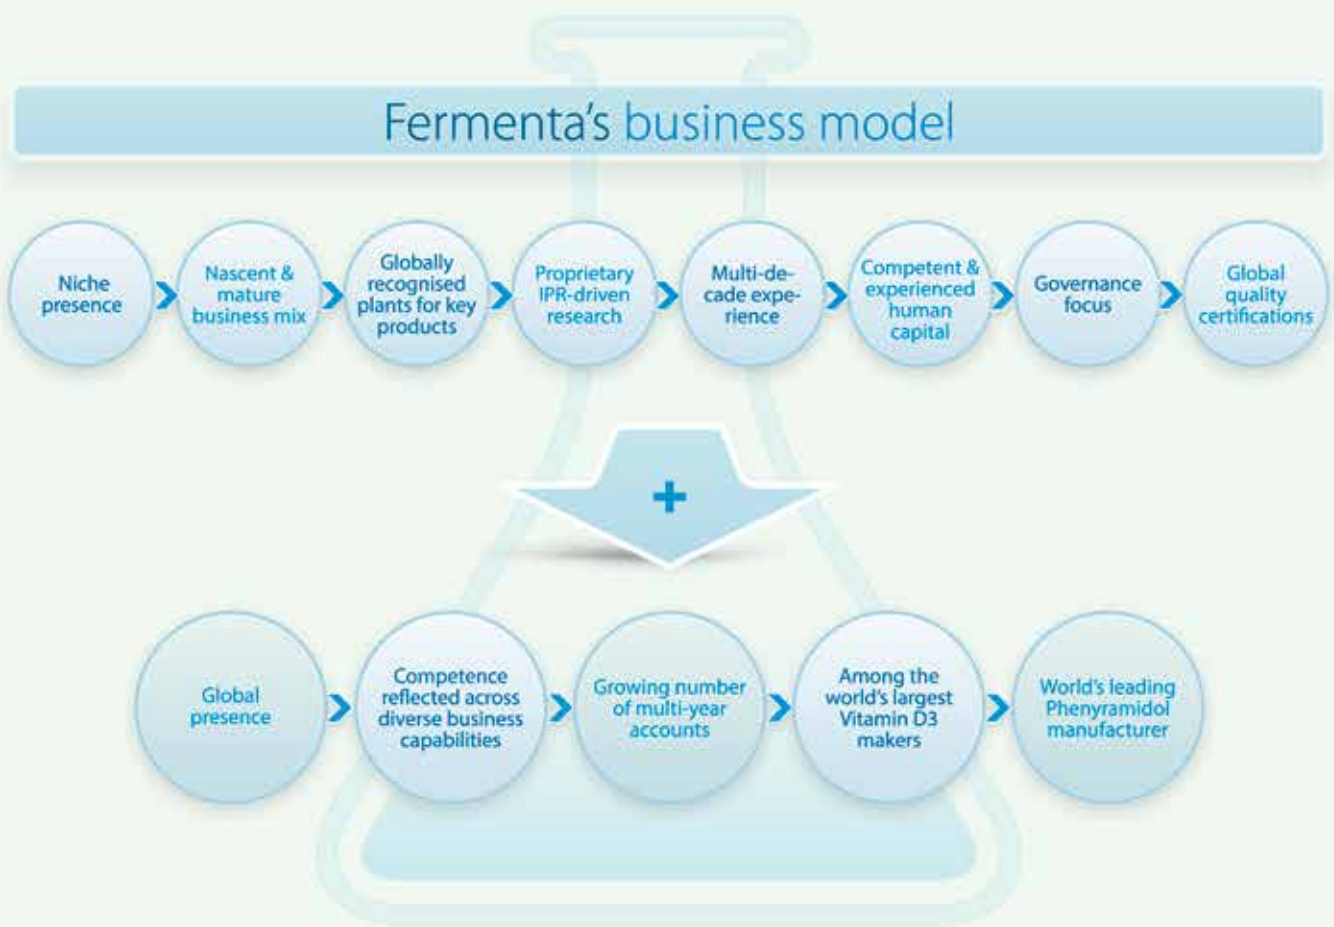 Fermenta's business model
Niche
presence
Nascent &
mature
business mix
Globally
recognised
plants for key
products
Proprietary
IPR-driven
research
Multi-de-
cade expe-
rience
Competent &
experienced
human
capital
Governance
focus
Global
quality
certifications
+
Global
presence
Competence
reflected across
diverse business
capabilities
Growing number
of multi-year
accounts
Among the
world's largest
Vitamin D3
makers
World's leading
Phenyramidol
manufacturer